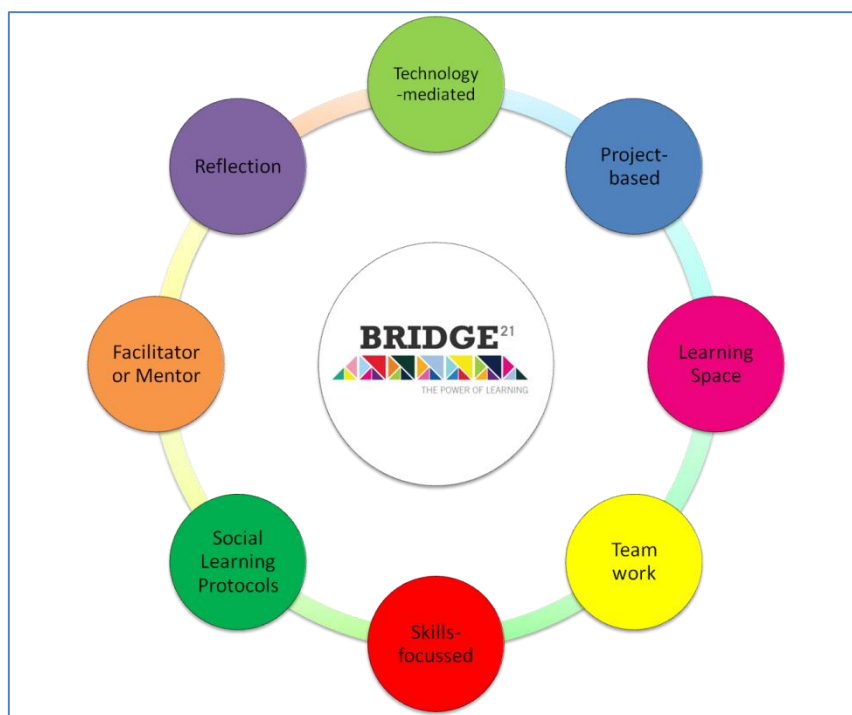 Technology
-mediated
Project-
based
Learning
Space
Team
work
Skills-
focussed
Social
Learning
Protocols
Facilitator
or Mentor
Reflection
BRIDGE21
THE POWER OF LEARNING